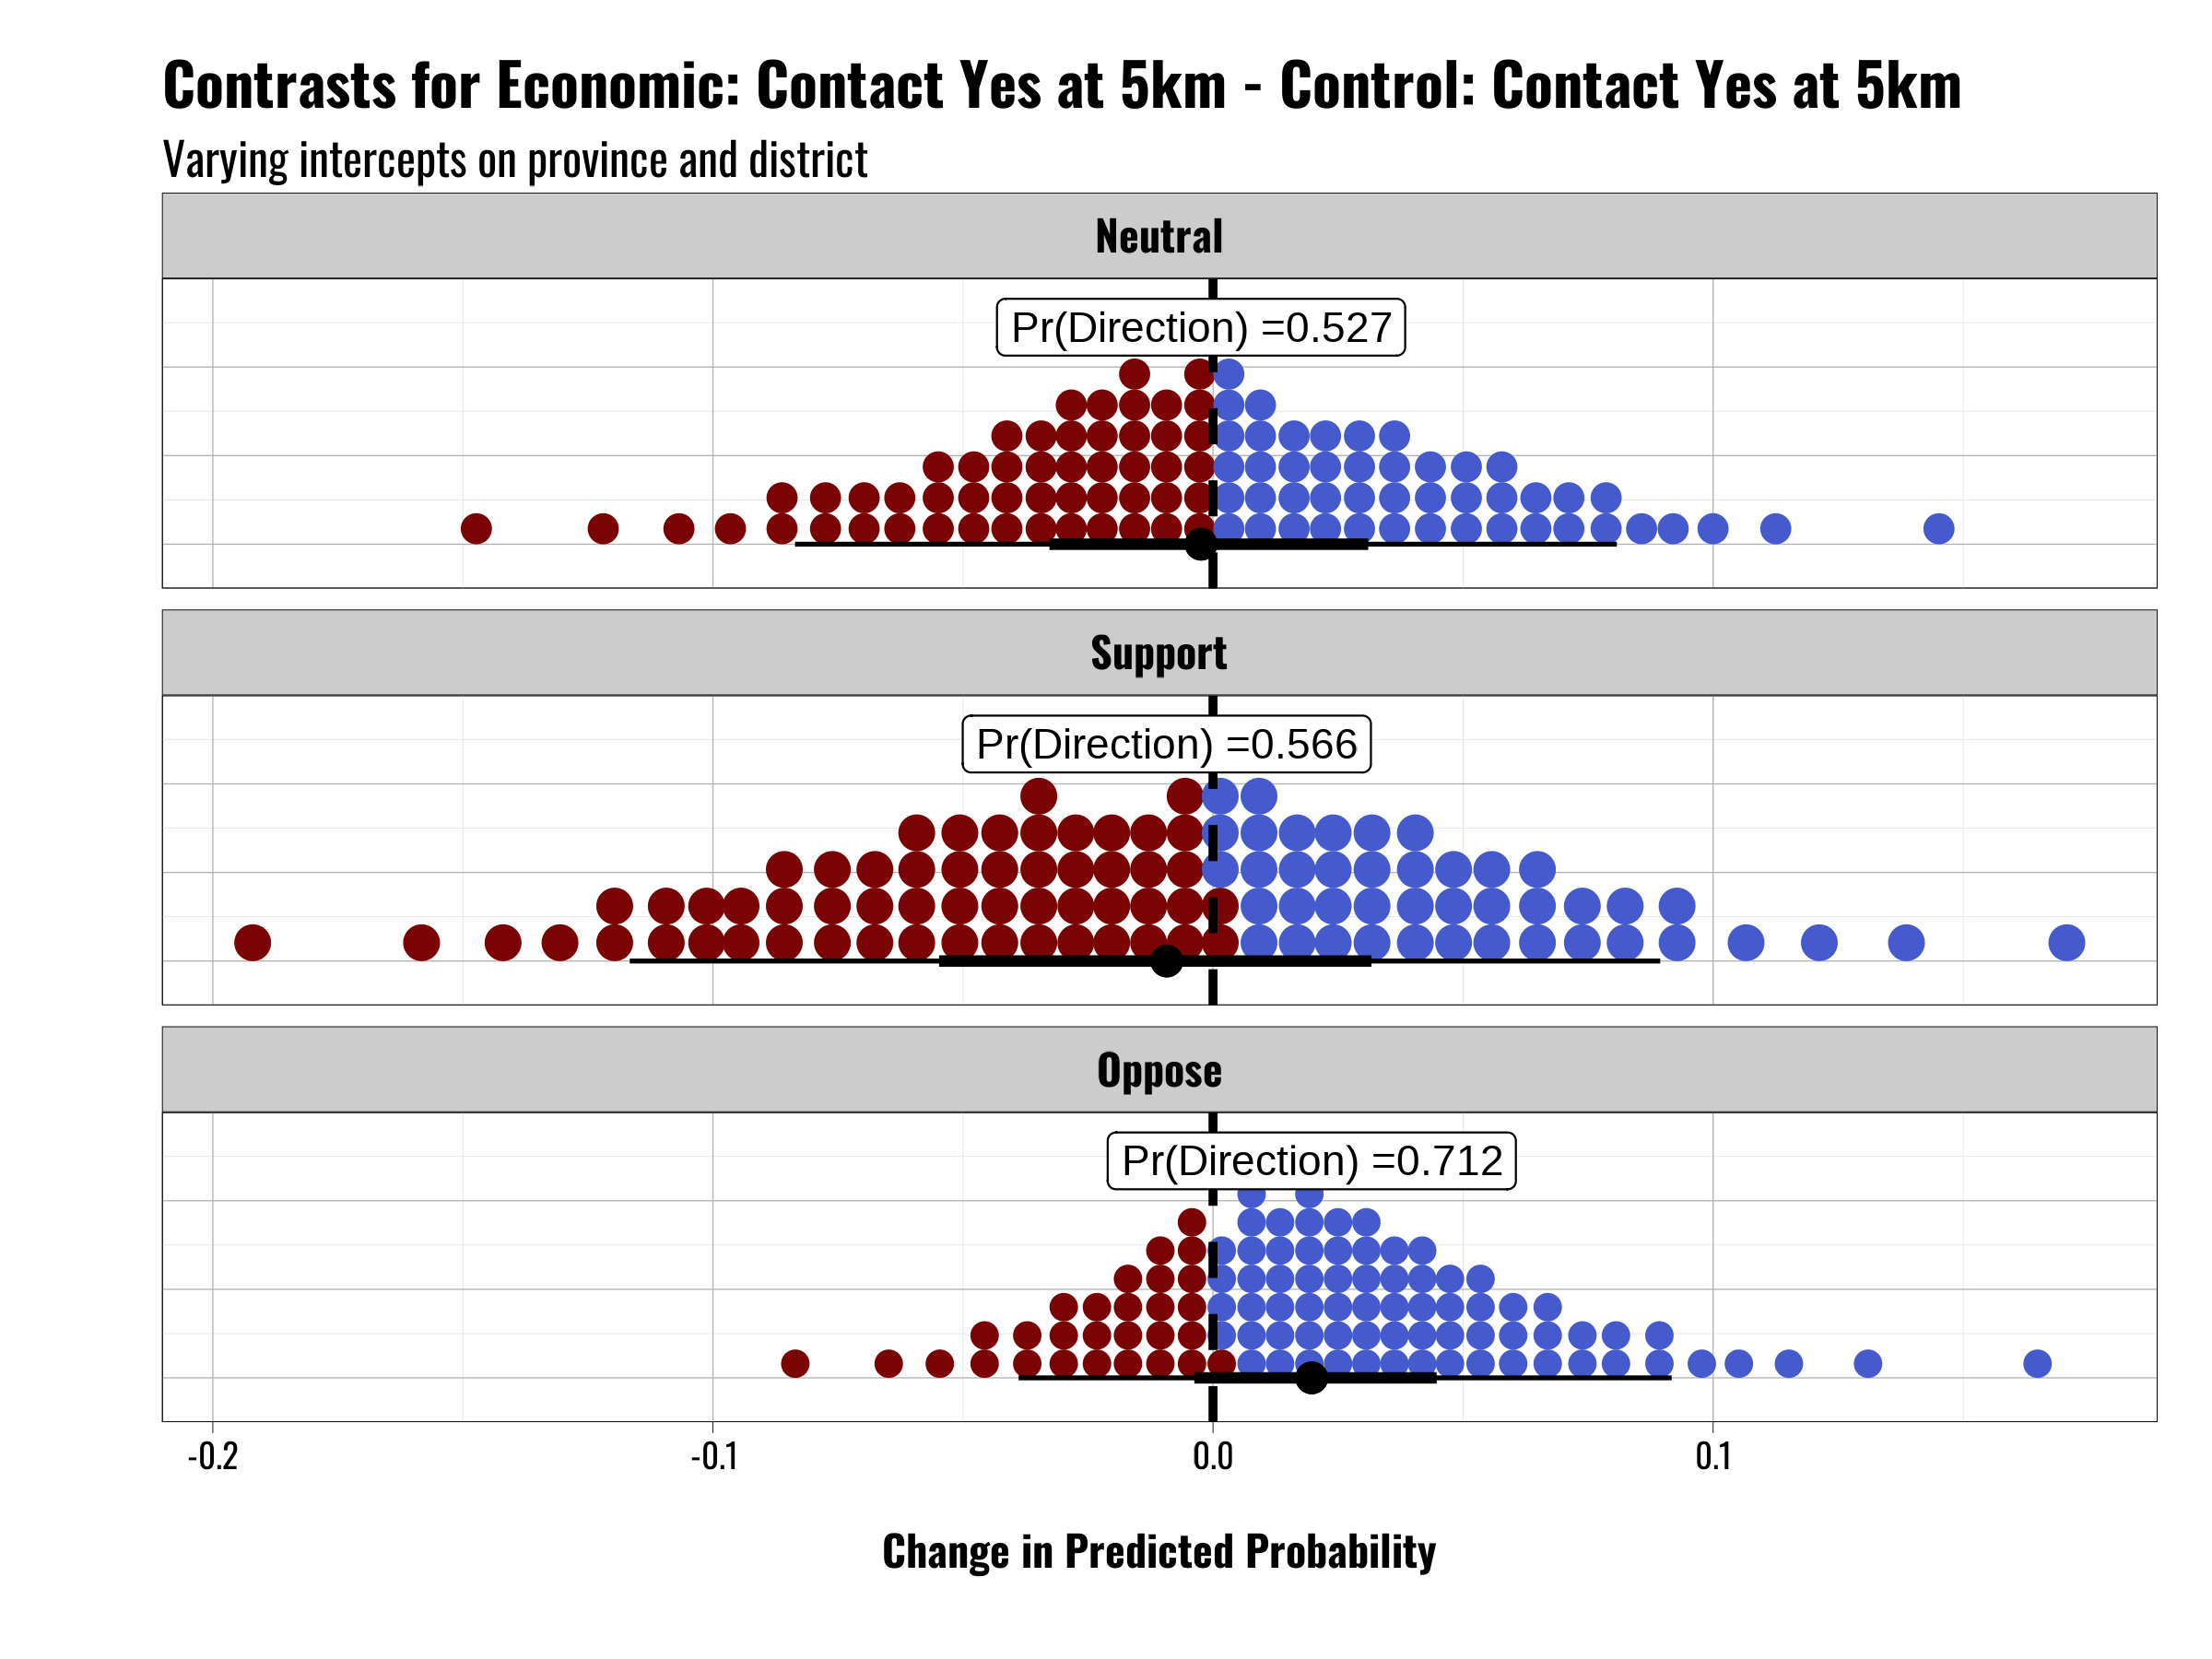 Contrasts for Economic: Contact Yes at 5km - Control: Contact Yes at 5km
Varying intercepts on province and district
Neutral
Pr(Direction) =0.527
Support
Pr(Direction) =0.566
Oppose
Pr(Direction) =0.712
-0.2 -0.1 0.0 0.1
Change in Predicted Probability